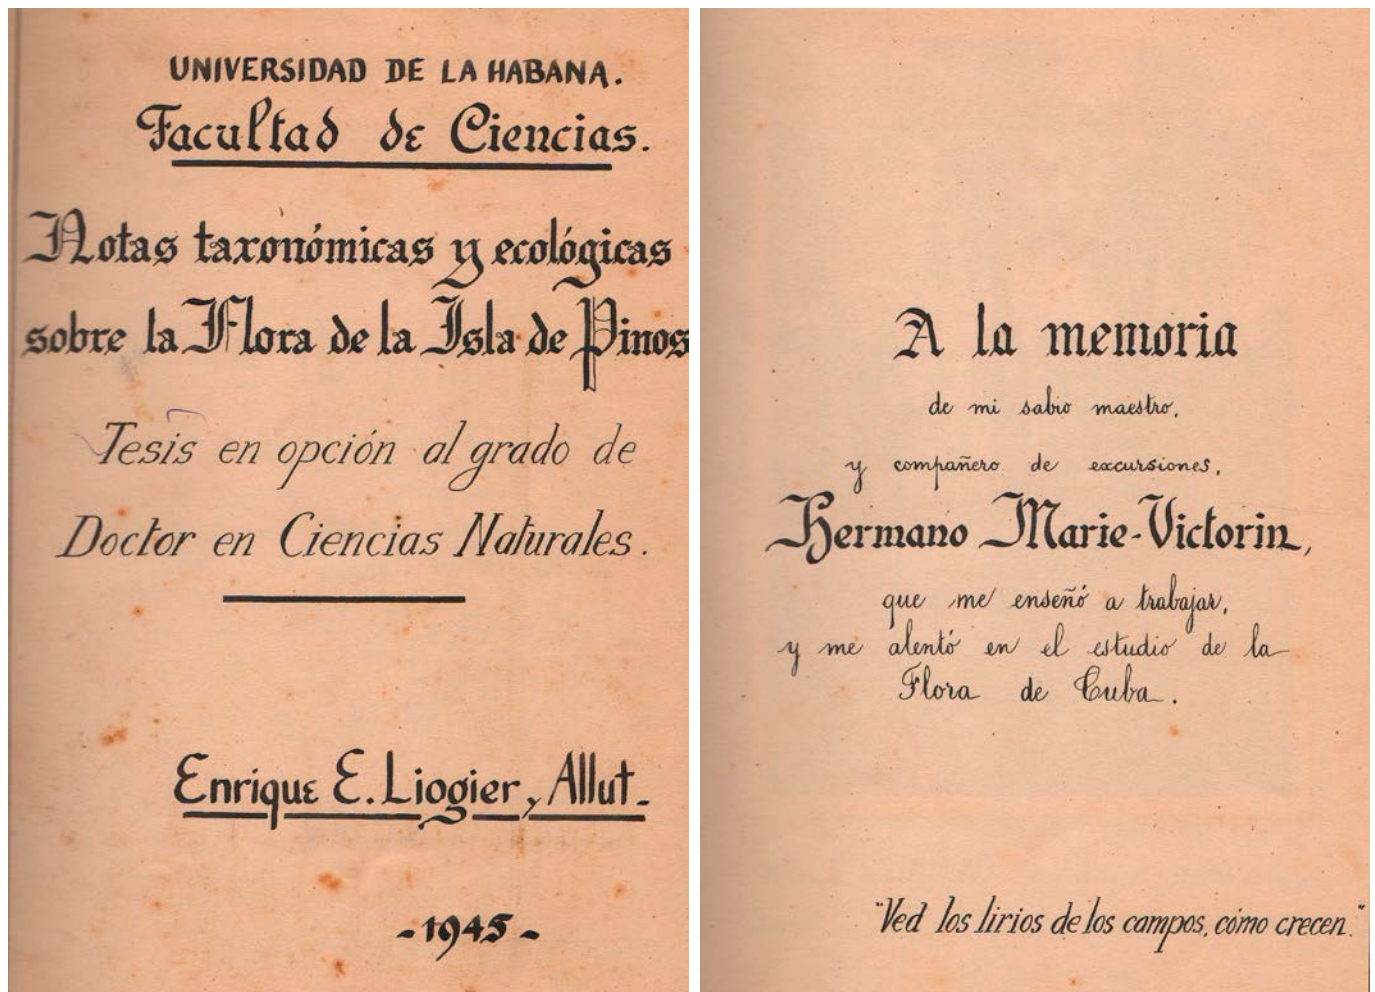 UNIVERSIDAD DE LA HABANA.
Facultad de Ciencias.
Notas taxonómicas y ecológicas
sobre la Flora de la Isla de Pinos
Tesis en opción al grado de
Doctor en Ciencias Naturales.
Enrique E. Liogier y Allut.
- 1945 -
A la memoria
de mi sabio maestro,
y compañero de excursiones,
Hermano Marie-Victorin,
que me enseñó a trabajar,
y me alentó en el estudio de la
Flora de Cuba.
"Ved los lirios de los campos, cómo crecen."